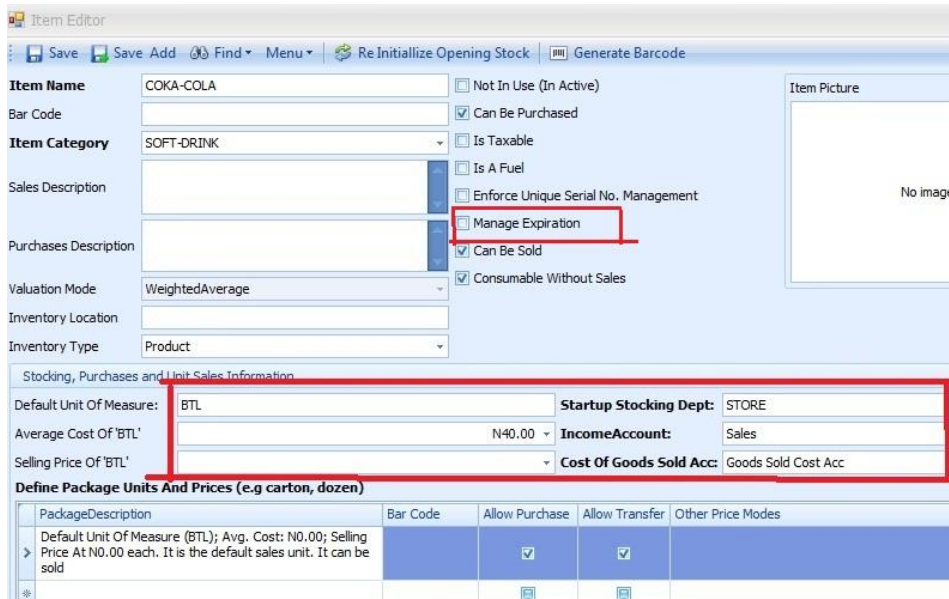 Item Editor
Save Save Add Find Menu Re Initiallize Opening Stock Generate Barcode
Item Name COKA-COLA Not In Use (In Active) Item Picture
Bar Code Can Be Purchased
Item Category SOFT-DRINK Is Taxable
Is A Fuel
Sales Description Enforce Unique Serial No. Management No image
Manage Expiration
Purchases Description Can Be Sold
Consumable Without Sales
Valuation Mode WeightedAverage
Inventory Location
Inventory Type Product
Stocking, Purchases and Unit Sales Information
Default Unit Of Measure: BTL Startup Stocking Dept: STORE
Average Cost Of 'BTL' N40.00 IncomeAccount: Sales
Selling Price Of 'BTL' Cost Of Goods Sold Acc: Goods Sold Cost Acc
Define Package Units And Prices (e.g carton, dozen)
PackageDescription Bar Code Allow Purchase Allow Transfer Other Price Modes
Default Unit Of Measure (BTL); Avg. Cost: N0.00; Selling
Price At N0.00 each. It is the default sales unit. It can be
sold